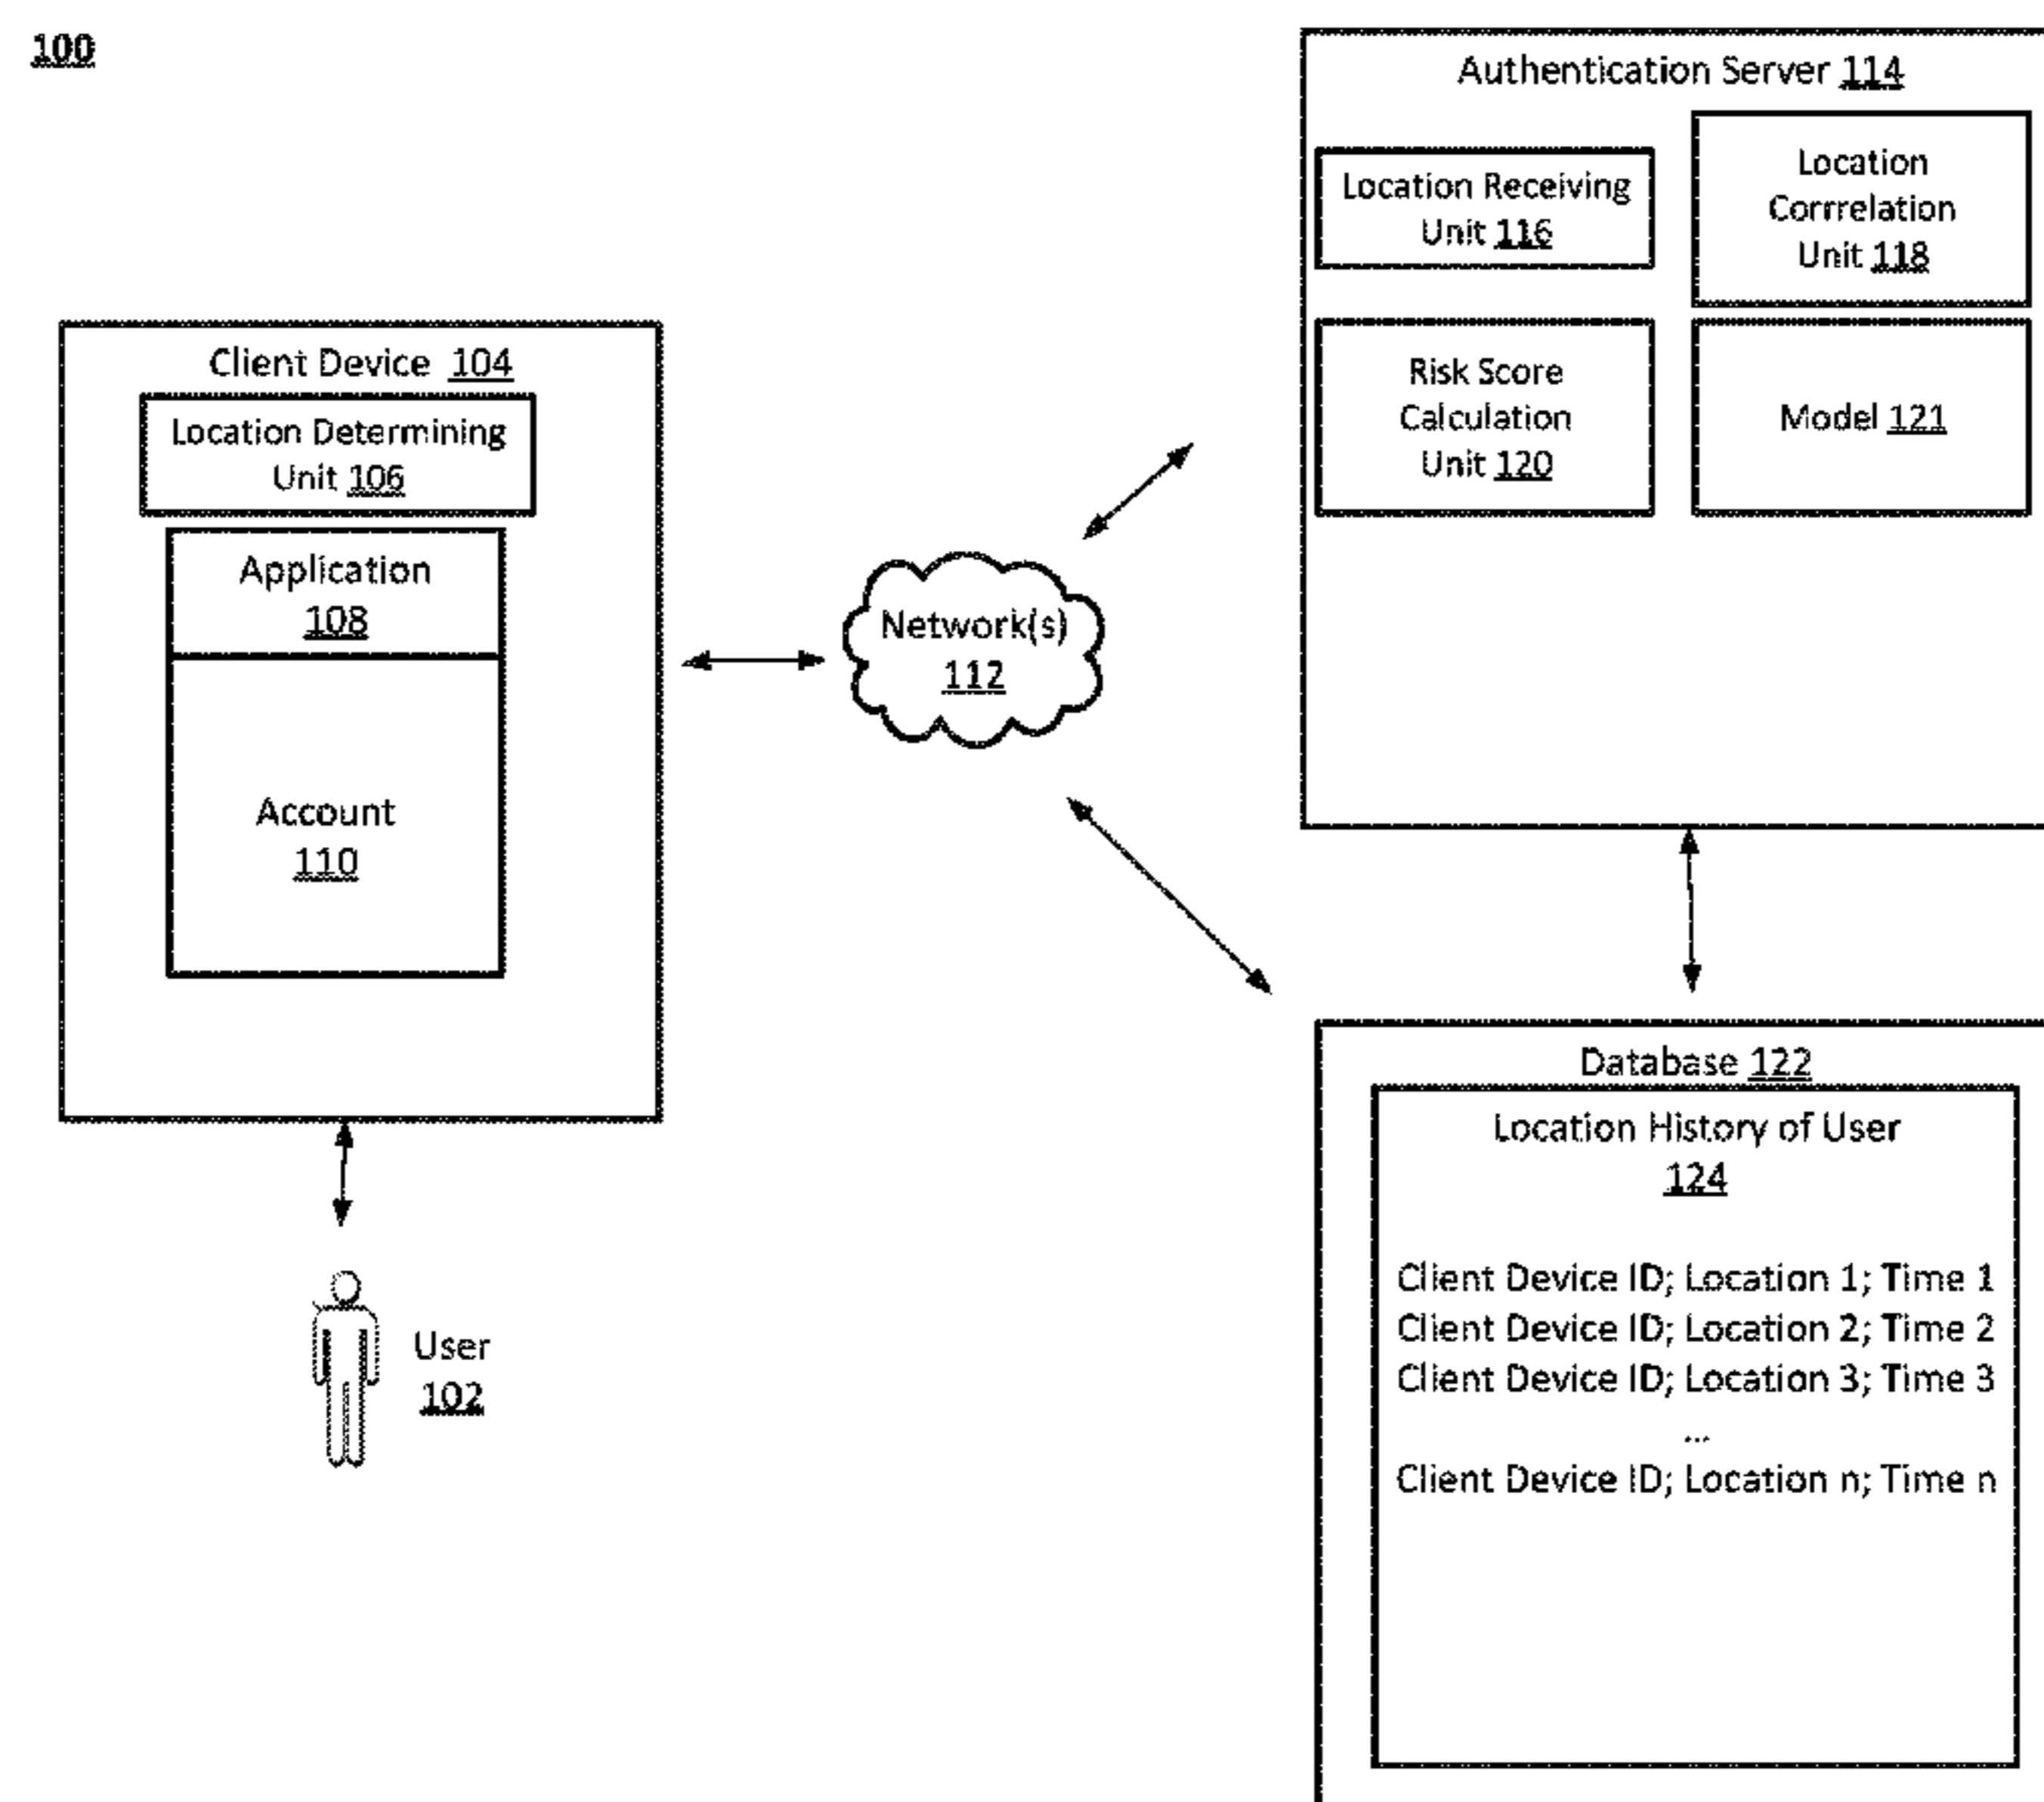 100
Authentication Server 114
Location Receiving
Unit 116
Location
Corrrelation
Unit 118
Risk Score
Calculation
Unit 120
Model 121
Client Device 104
Location Determining
Unit 106
Application
108
Account
110
Network(s)
112
User
102
Database 122
Location History of User
124
Client Device ID; Location 1; Time 1
Client Device ID; Location 2; Time 2
Client Device ID; Location 3; Time 3
...
Client Device ID; Location n; Time n